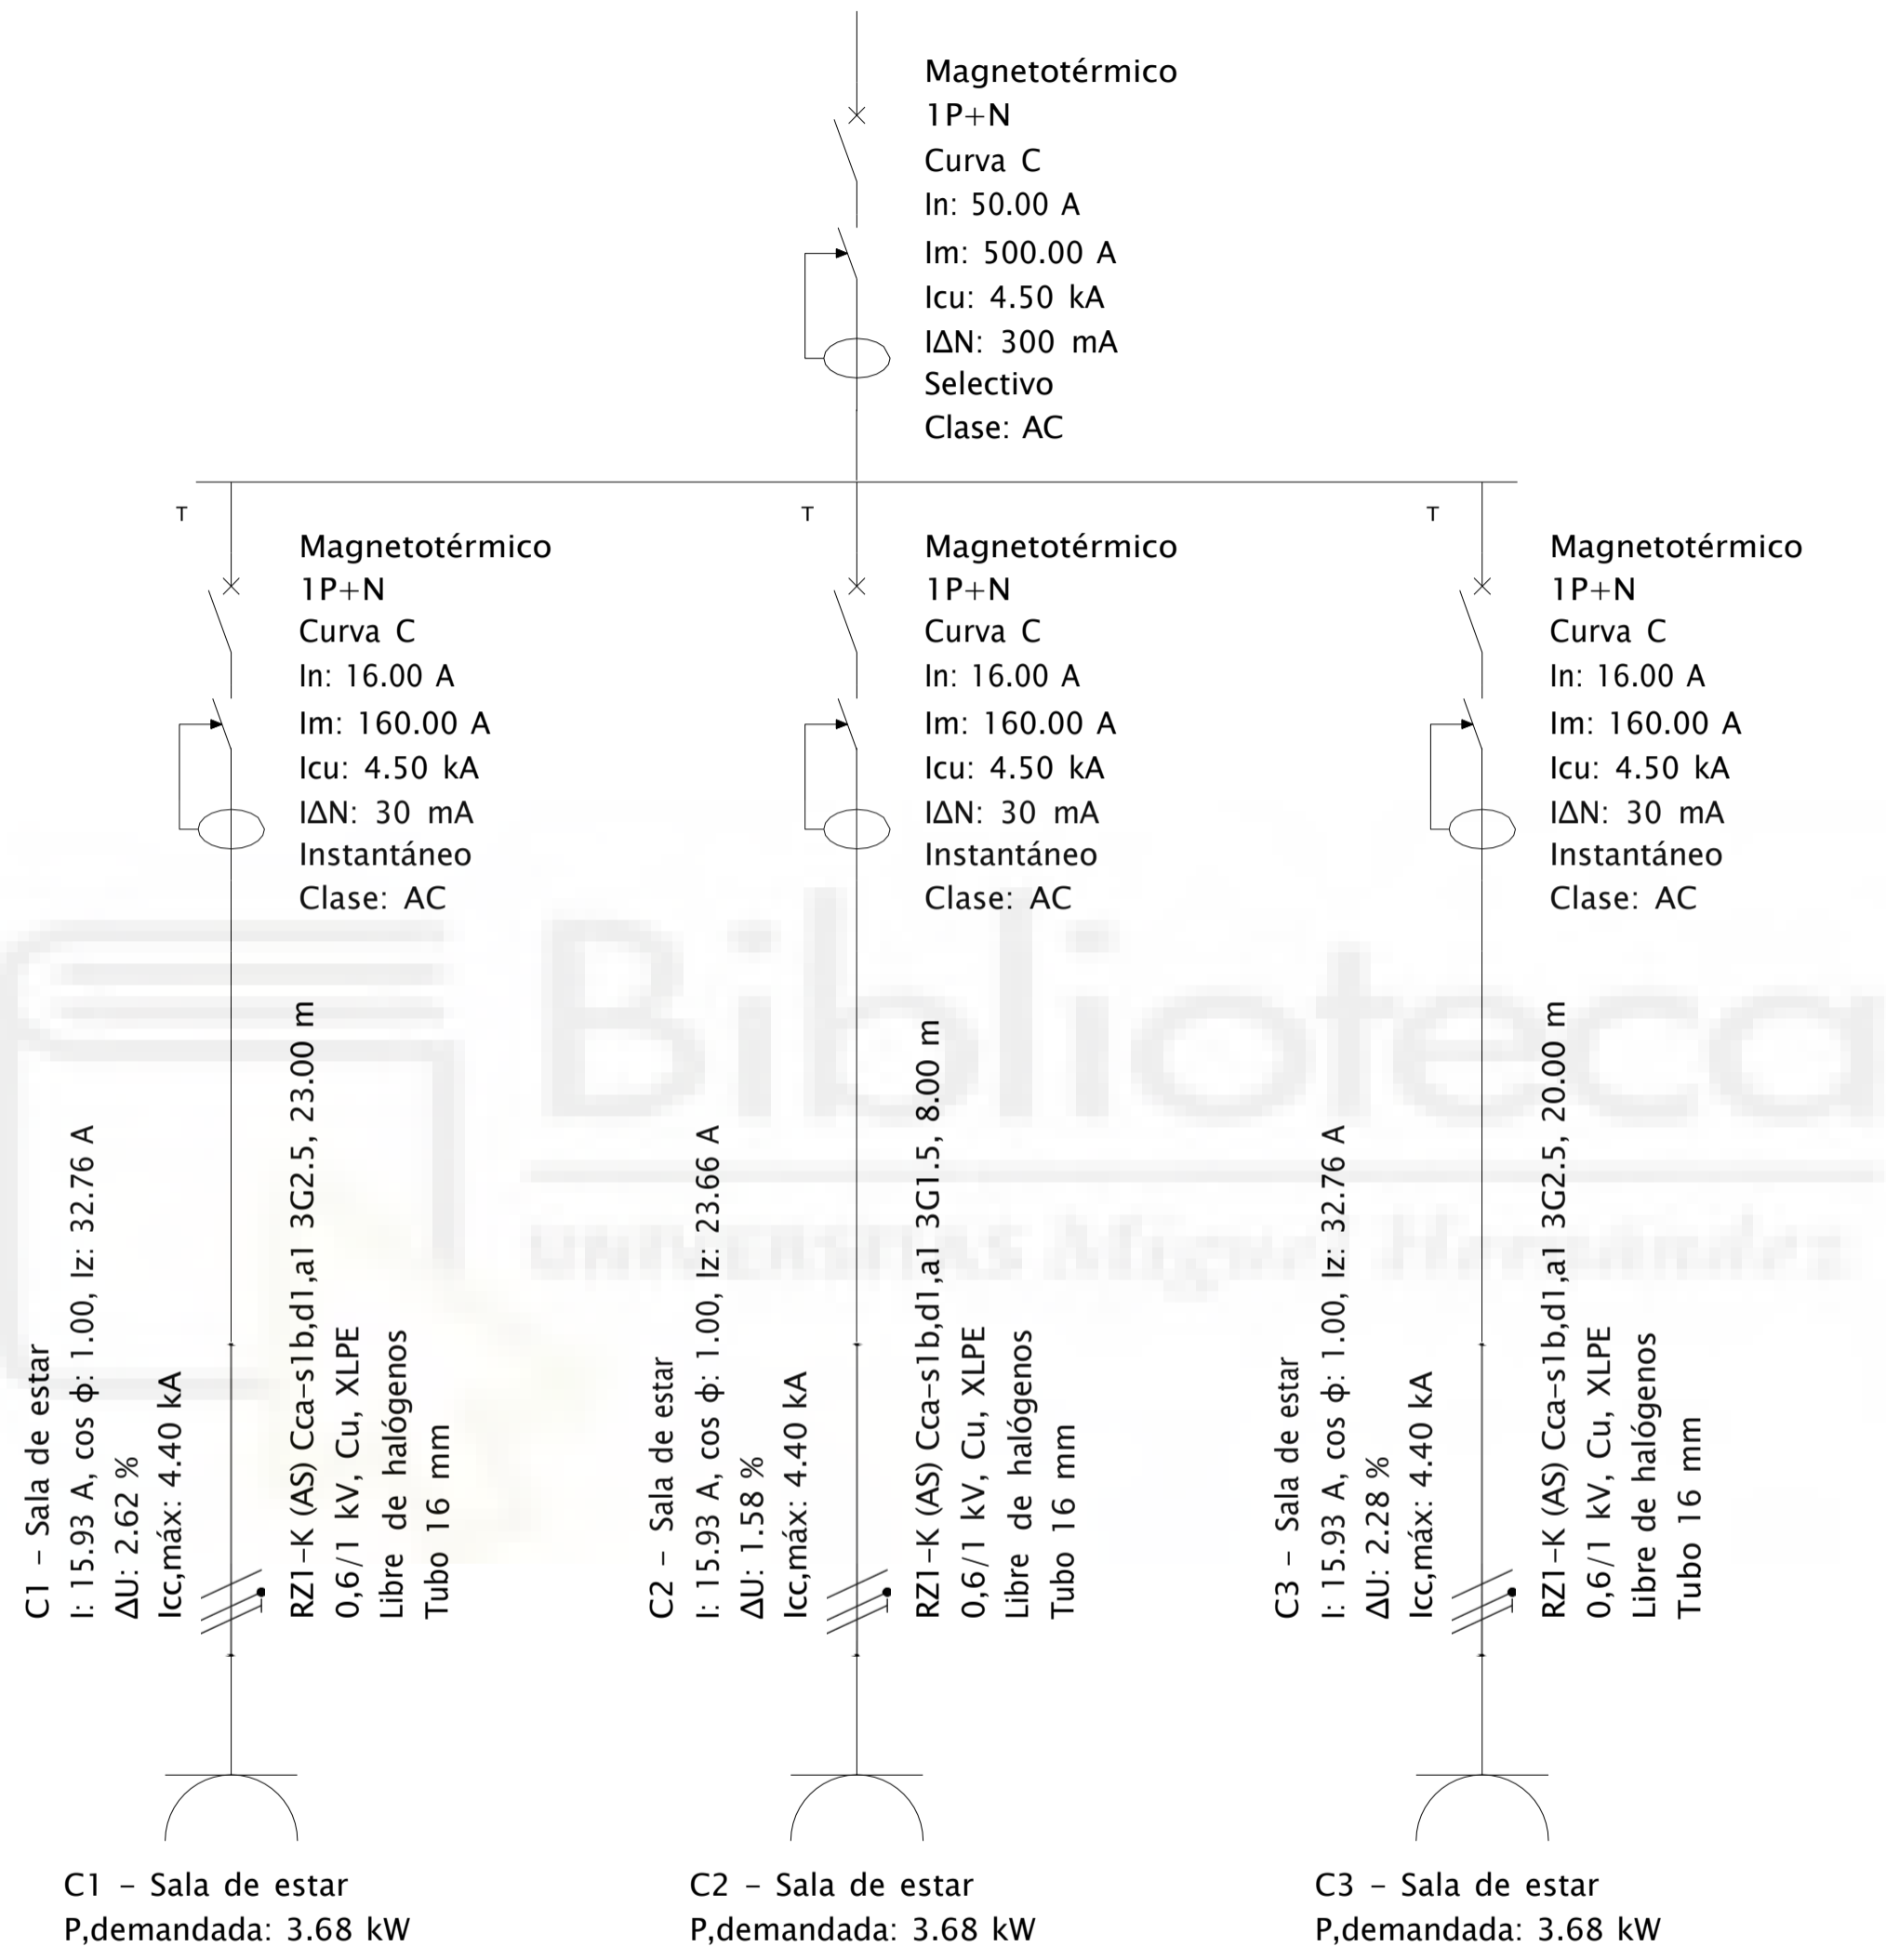 Magnetotérmico
1P+N
Curva C
In: 50.00 A
Im: 500.00 A
Icu: 4.50 kA
IΔN: 300 mA
Selectivo
Clase: AC
T
Magnetotérmico
1P+N
Curva C
In: 16.00 A
Im: 160.00 A
Icu: 4.50 kA
IΔN: 30 mA
Instantáneo
Clase: AC
T
Magnetotérmico
1P+N
Curva C
In: 16.00 A
Im: 160.00 A
Icu: 4.50 kA
IΔN: 30 mA
Instantáneo
Clase: AC
T
Magnetotérmico
1P+N
Curva C
In: 16.00 A
Im: 160.00 A
Icu: 4.50 kA
IΔN: 30 mA
Instantáneo
Clase: AC
Biblioteca
UNIVERSITAS Miguel Hernández
C1 - Sala de estar
I: 15.93 A, cos φ: 1.00, Iz: 32.76 A
ΔU: 2.62 %
Icc,máx: 4.40 kA
RZ1-K (AS) Cca-s1b,d1,a1 3G2.5, 23.00 m
0,6/1 kV, Cu, XLPE
Libre de halógenos
Tubo 16 mm
C2 - Sala de estar
I: 15.93 A, cos φ: 1.00, Iz: 23.66 A
ΔU: 1.58 %
Icc,máx: 4.40 kA
RZ1-K (AS) Cca-s1b,d1,a1 3G1.5, 8.00 m
0,6/1 kV, Cu, XLPE
Libre de halógenos
Tubo 16 mm
C3 - Sala de estar
I: 15.93 A, cos φ: 1.00, Iz: 32.76 A
ΔU: 2.28 %
Icc,máx: 4.40 kA
RZ1-K (AS) Cca-s1b,d1,a1 3G2.5, 20.00 m
0,6/1 kV, Cu, XLPE
Libre de halógenos
Tubo 16 mm
C1 - Sala de estar
P,demandada: 3.68 kW
C2 - Sala de estar
P,demandada: 3.68 kW
C3 - Sala de estar
P,demandada: 3.68 kW